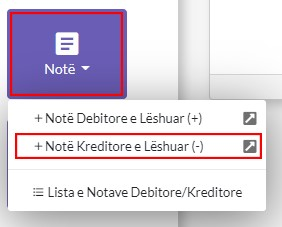 Notë
+ Notë Debitore e Lëshuar (+)
+ Notë Kreditore e Lëshuar (-)
Lista e Notave Debitore/Kreditore